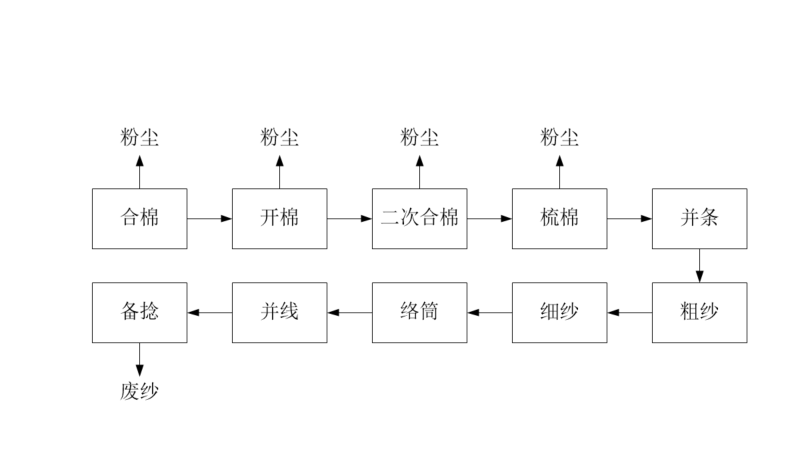 粉尘 粉尘 粉尘 粉尘
合棉 开棉 二次合棉 梳棉 并条
备捻 并线 络筒 细纱 粗纱
废纱